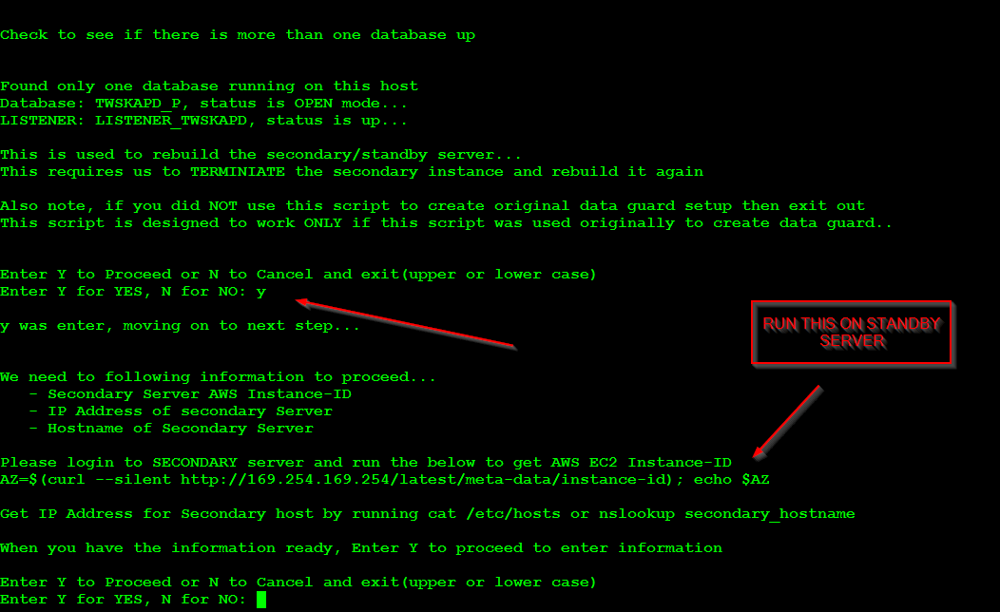 Check to see if there is more than one database up
Found only one database running on this host
Database: TWSKAPD_P, status is OPEN mode...
LISTENER: LISTENER_TWSKAPD, status is up...
This is used to rebuild the secondary/standby server...
This requires us to TERMINIATE the secondary instance and rebuild it again
Also note, if you did NOT use this script to create original data guard setup then exit out
This script is designed to work ONLY if this script was used originally to create data guard..
Enter Y to Proceed or N to Cancel and exit(upper or lower case)
Enter Y for YES, N for NO: y
y was enter, moving on to next step...
RUN THIS ON STANDBY
SERVER
We need to following information to proceed...
- Secondary Server AWS Instance-ID
- IP Address of secondary Server
- Hostname of Secondary Server
Please login to SECONDARY server and run the below to get AWS EC2 Instance-ID
AZ=$(curl --silent http://169.254.169.254/latest/meta-data/instance-id); echo $AZ
Get IP Address for Secondary host by running cat /etc/hosts or nslookup secondary_hostname
When you have the information ready, Enter Y to proceed to enter information
Enter Y to Proceed or N to Cancel and exit(upper or lower case)
Enter Y for YES, N for NO: